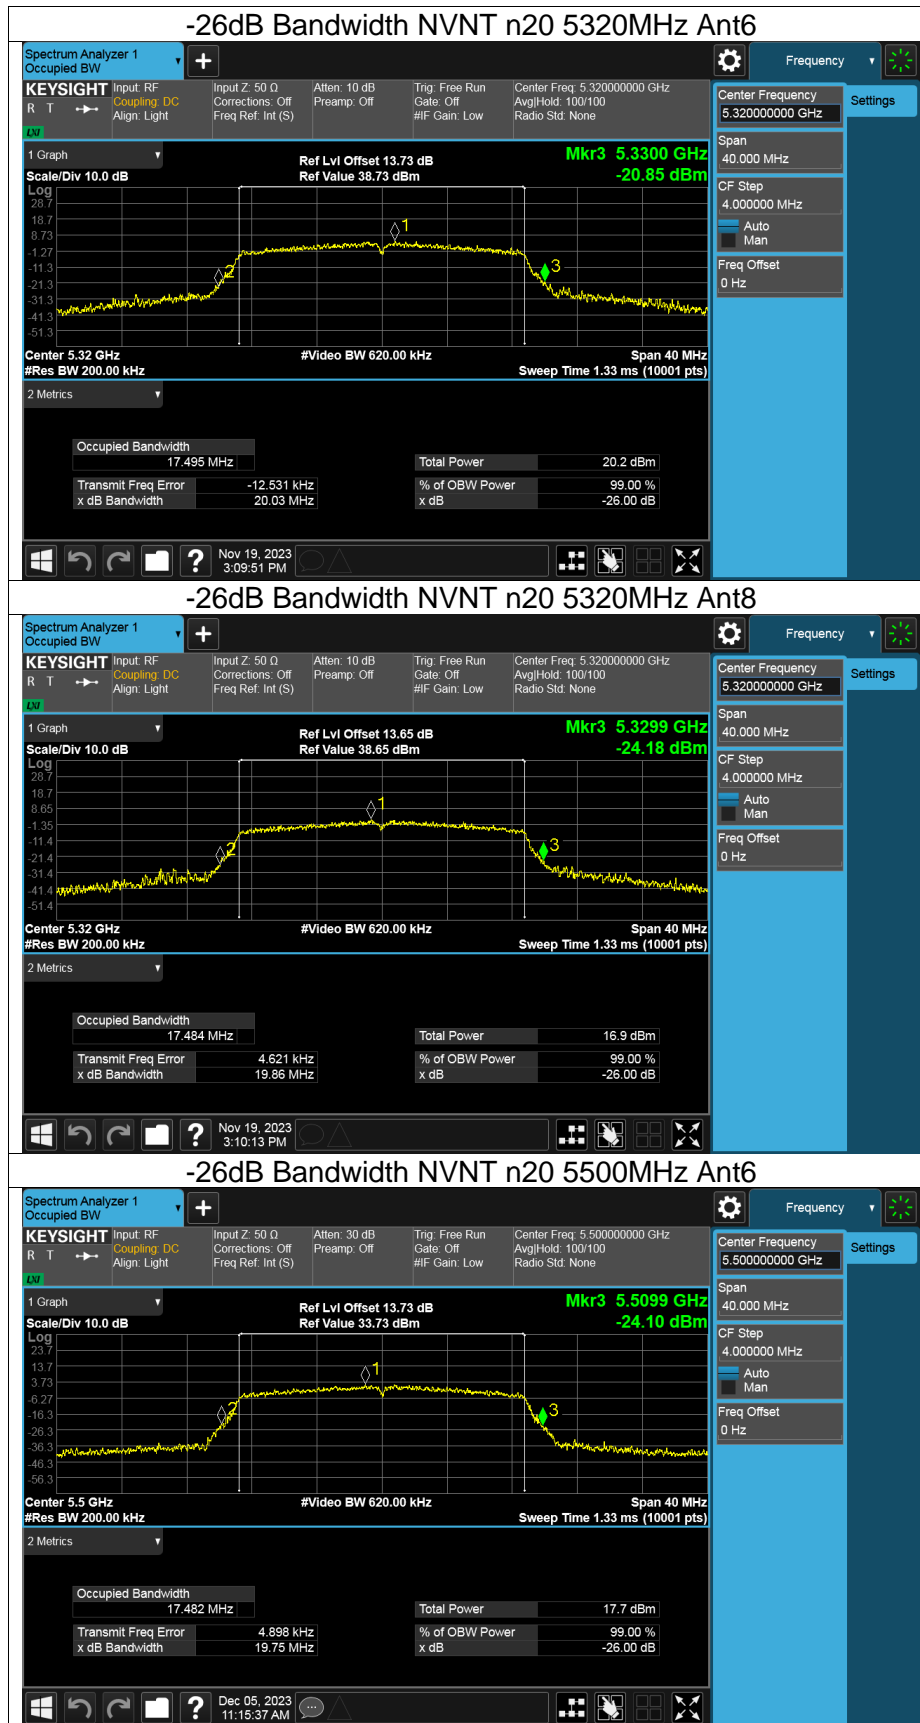 -26dB Bandwidth NVNT n20 5320MHz Ant6
Spectrum Analyzer 1
Occupied BW
Frequency
KEYSIGHT
R T
LXI
Input: RF
Coupling: DC
Align: Light
Input Z: 50 Ω
Corrections: Off
Freq Ref: Int (S)
Atten: 10 dB
Preamp: Off
Trig: Free Run
Gate: Off
#IF Gain: Low
Center Freq: 5.320000000 GHz
Avg|Hold: 100/100
Radio Std: None
Center Frequency
5.320000000 GHz
Settings
Span
40.000 MHz
CF Step
4.000000 MHz
Auto
Man
Freq Offset
0 Hz
1 Graph
Scale/Div 10.0 dB
Ref Lvl Offset 13.73 dB
Ref Value 38.73 dBm
Mkr3 5.3300 GHz
-20.85 dBm
Log
28.7
18.7
8.73
-1.27
-11.3
-21.3
-31.3
-41.3
-51.3
1
2
3
Center 5.32 GHz
#Video BW 620.00 kHz
Span 40 MHz
#Res BW 200.00 kHz
Sweep Time 1.33 ms (10001 pts)
2 Metrics
Occupied Bandwidth
17.495 MHz
Total Power 20.2 dBm
Transmit Freq Error -12.531 kHz
% of OBW Power 99.00 %
x dB Bandwidth 20.03 MHz
x dB -26.00 dB
?
Nov 19, 2023
3:09:51 PM
-26dB Bandwidth NVNT n20 5320MHz Ant8
Spectrum Analyzer 1
Occupied BW
Frequency
KEYSIGHT
R T
LXI
Input: RF
Coupling: DC
Align: Light
Input Z: 50 Ω
Corrections: Off
Freq Ref: Int (S)
Atten: 10 dB
Preamp: Off
Trig: Free Run
Gate: Off
#IF Gain: Low
Center Freq: 5.320000000 GHz
Avg|Hold: 100/100
Radio Std: None
Center Frequency
5.320000000 GHz
Settings
Span
40.000 MHz
CF Step
4.000000 MHz
Auto
Man
Freq Offset
0 Hz
1 Graph
Scale/Div 10.0 dB
Ref Lvl Offset 13.65 dB
Ref Value 38.65 dBm
Mkr3 5.3299 GHz
-24.18 dBm
Log
28.7
18.7
8.65
-1.35
-11.4
-21.4
-31.4
-41.4
-51.4
1
2
3
Center 5.32 GHz
#Video BW 620.00 kHz
Span 40 MHz
#Res BW 200.00 kHz
Sweep Time 1.33 ms (10001 pts)
2 Metrics
Occupied Bandwidth
17.484 MHz
Total Power 16.9 dBm
Transmit Freq Error 4.621 kHz
% of OBW Power 99.00 %
x dB Bandwidth 19.86 MHz
x dB -26.00 dB
?
Nov 19, 2023
3:10:13 PM
-26dB Bandwidth NVNT n20 5500MHz Ant6
Spectrum Analyzer 1
Occupied BW
Frequency
KEYSIGHT
R T
LXI
Input: RF
Coupling: DC
Align: Light
Input Z: 50 Ω
Corrections: Off
Freq Ref: Int (S)
Atten: 30 dB
Preamp: Off
Trig: Free Run
Gate: Off
#IF Gain: Low
Center Freq: 5.500000000 GHz
Avg|Hold: 100/100
Radio Std: None
Center Frequency
5.500000000 GHz
Settings
Span
40.000 MHz
CF Step
4.000000 MHz
Auto
Man
Freq Offset
0 Hz
1 Graph
Scale/Div 10.0 dB
Ref Lvl Offset 13.73 dB
Ref Value 33.73 dBm
Mkr3 5.5099 GHz
-24.10 dBm
Log
23.7
13.7
3.73
-6.27
-16.3
-26.3
-36.3
-46.3
-56.3
1
2
3
Center 5.5 GHz
#Video BW 620.00 kHz
Span 40 MHz
#Res BW 200.00 kHz
Sweep Time 1.33 ms (10001 pts)
2 Metrics
Occupied Bandwidth
17.482 MHz
Total Power 17.7 dBm
Transmit Freq Error 4.898 kHz
% of OBW Power 99.00 %
x dB Bandwidth 19.75 MHz
x dB -26.00 dB
?
Dec 05, 2023
11:15:37 AM